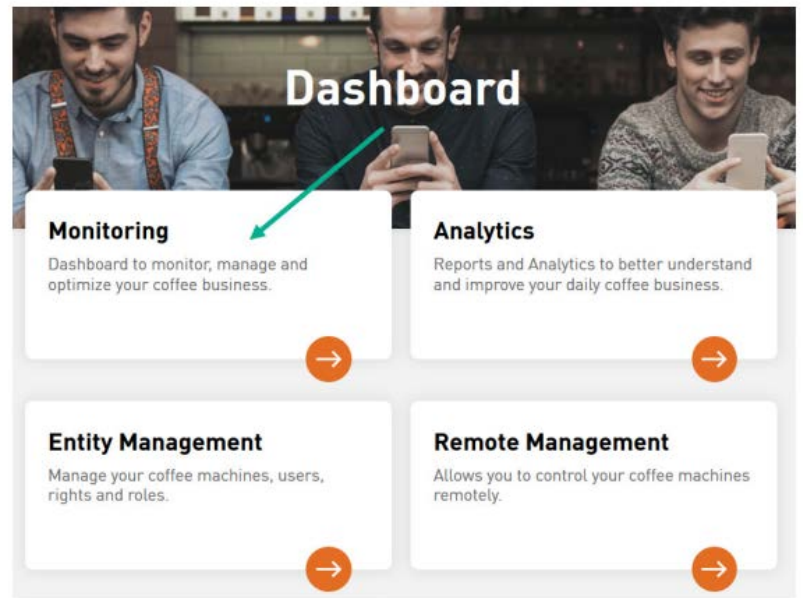 Dashboard
Monitoring
Dashboard to monitor, manage and
optimize your coffee business.
Analytics
Reports and Analytics to better understand
and improve your daily coffee business.
Entity Management
Manage your coffee machines, users,
rights and roles.
Remote Management
Allows you to control your coffee machines
remotely.